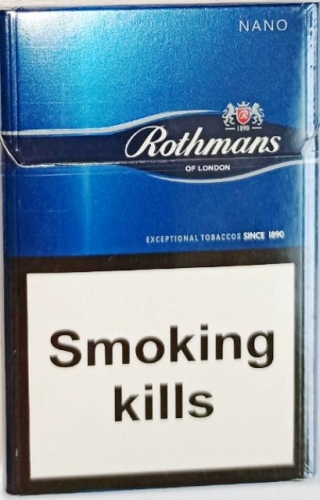 NANO
R
1890
Rothmans
OF LONDON
EXCEPTIONAL TOBACCOS SINCE 1890
Smoking
kills